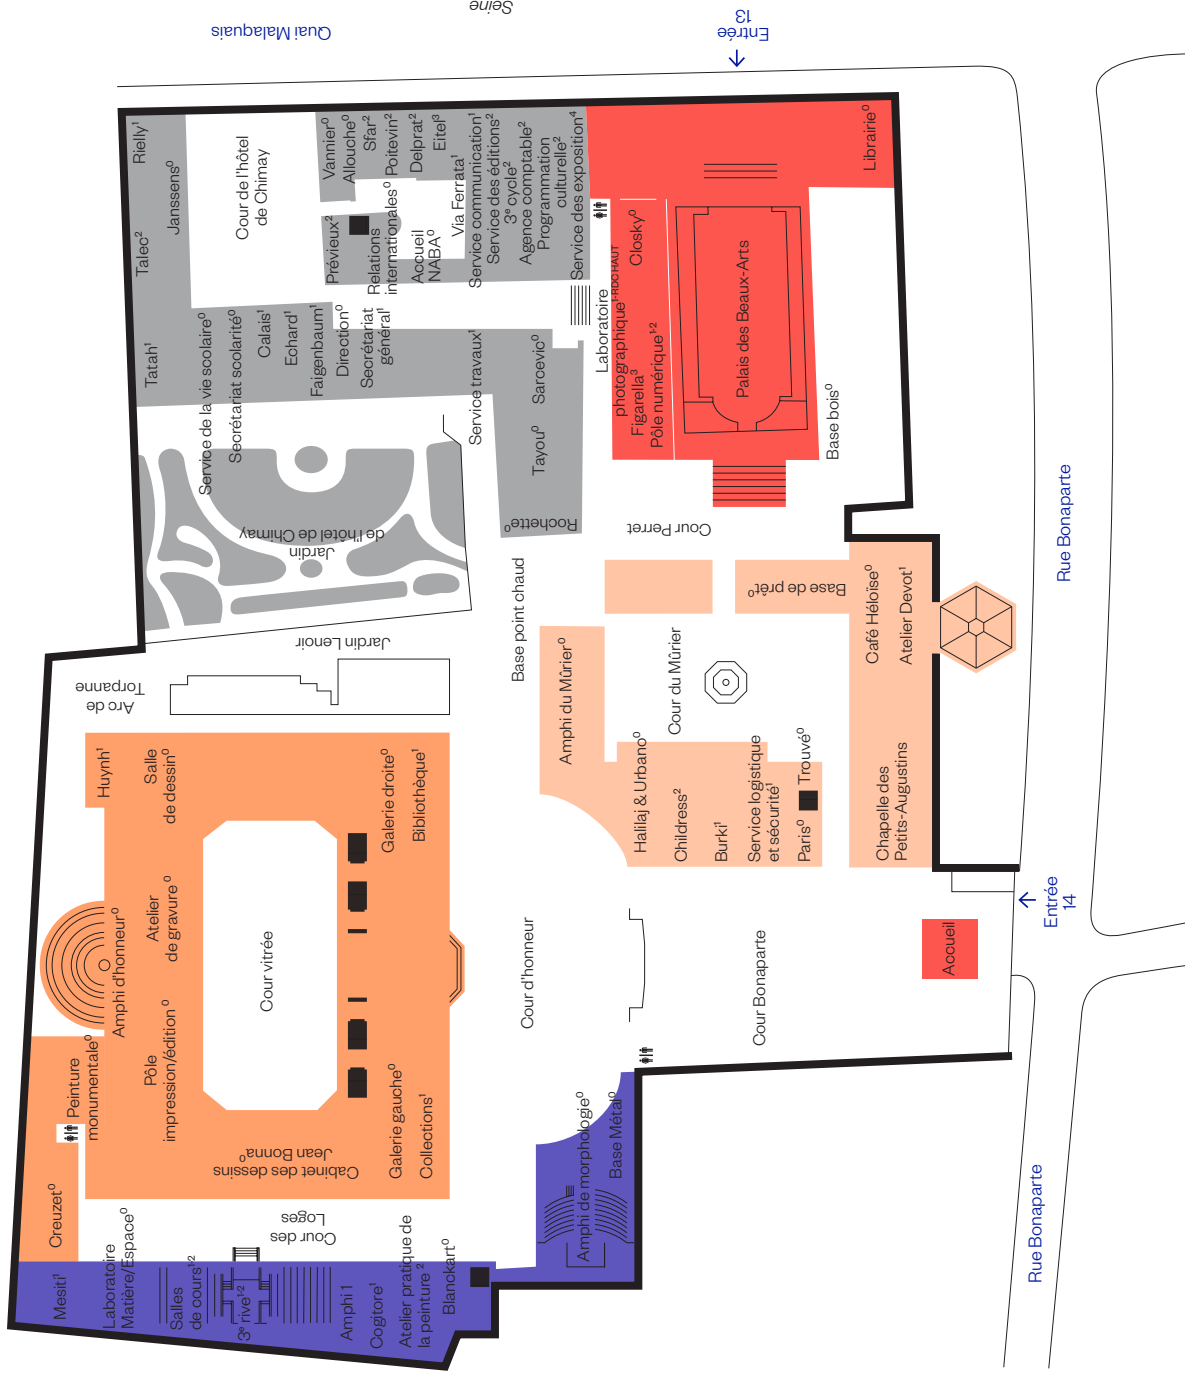 Seine
Quai Malaquais
Entrée
13
Rielly¹
Talec²
Janssens⁰
Tatah¹
Cour de l'hôtel
de Chimay
Vannier⁰
Allouche⁰
Sfar²
Poitevin²
Delprat²
Eitel³
Via Ferrata¹
Prévieux²
Relations
internationales⁰
Accueil
NABA⁰
Service communication¹
Service des éditions²
3ᵉ cycle²
Agence comptable²
Programmation
culturelle²
Service des exposition⁴
Service de la vie scolaire⁰
Secrétariat scolarité⁰
Calais¹
Echard¹
Faigenbaum¹
Direction⁰
Secrétariat
général¹
Service travaux¹
Sarcevic⁰
Tayou⁰
Rochette⁰
Jardin
de l'hôtel de Chimay
Librairie⁰
Closky⁰
Laboratoire
photographique¹⁻ᴿᴰᶜ ᴴᴬᵁᵀ
Figarella³
Pôle numérique¹⁻²
Palais des Beaux-Arts
Base bois⁰
Cour Perret
Rue Bonaparte
Base point chaud
Base de prêt⁰
Café Héloïse⁰
Atelier Devot¹
Jardin Lenoir
Arc de
Torpanne
Amphi du Mûrier⁰
Cour du Mûrier
Halilaj & Urbano⁰
Childress²
Burki¹
Service logistique
et sécurité¹
Trouvé⁰
Paris⁰
Chapelle des
Petits-Augustins
Huynh¹
Salle
de dessin⁰
Galerie droite⁰
Bibliothèque¹
Atelier
de gravure ⁰
Amphi d'honneur⁰
Cour vitrée
Pôle
impression/édition ⁰
Peinture
monumentale⁰
Cabinet des dessins
Jean Bonna⁰
Galerie gauche⁰
Collections¹
Creuzet⁰
Cour d'honneur
Cour Bonaparte
Accueil
Entrée
14
Cour des
Loges
Mesiti¹
Laboratoire
Matière/Espace⁰
Salles
de cours¹⁻²
3ᵉ rive¹⁻²
Amphi 1
Cogitore¹
Atelier pratique de
la peinture ²
Blanckart⁰
Amphi de morphologie⁰
Base Métal⁰
Rue Bonaparte